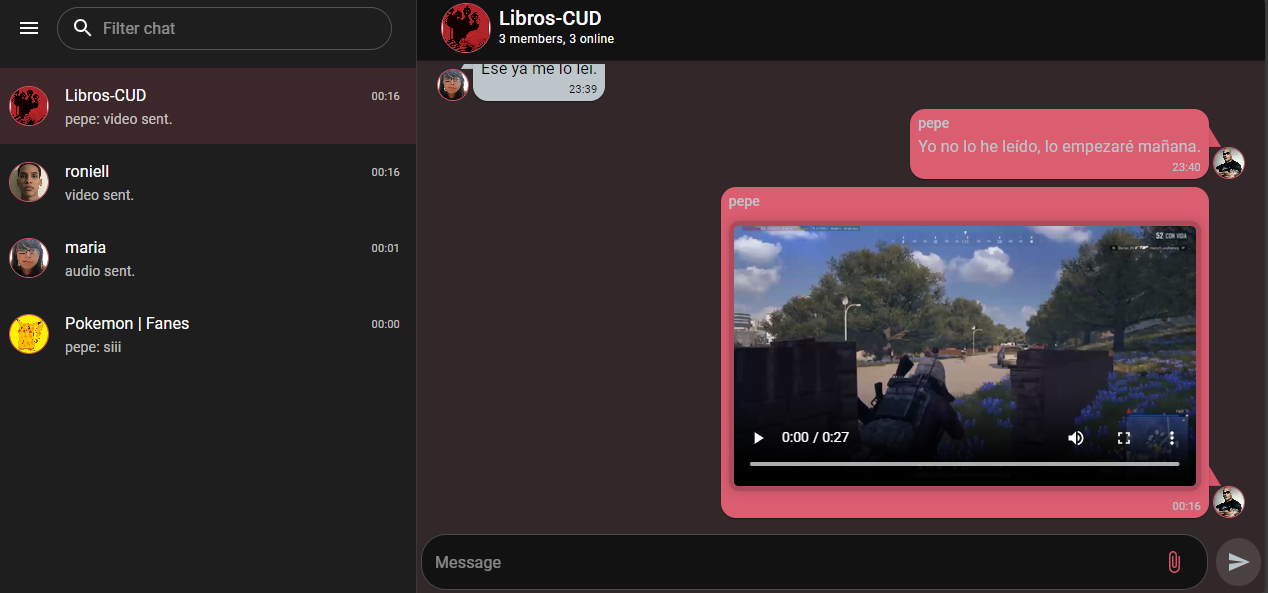 Filter chat
Libros-CUD
00:16
pepe: video sent.
roniell
00:16
video sent.
maria
00:01
audio sent.
Pokemon | Fanes
00:00
pepe: siii
Libros-CUD
3 members, 3 online
Ese ya me lo leí.
23:39
pepe
Yo no lo he leído, lo empezaré mañana.
23:40
pepe
52 CON VIDA
0:00 / 0:27
00:16
Message